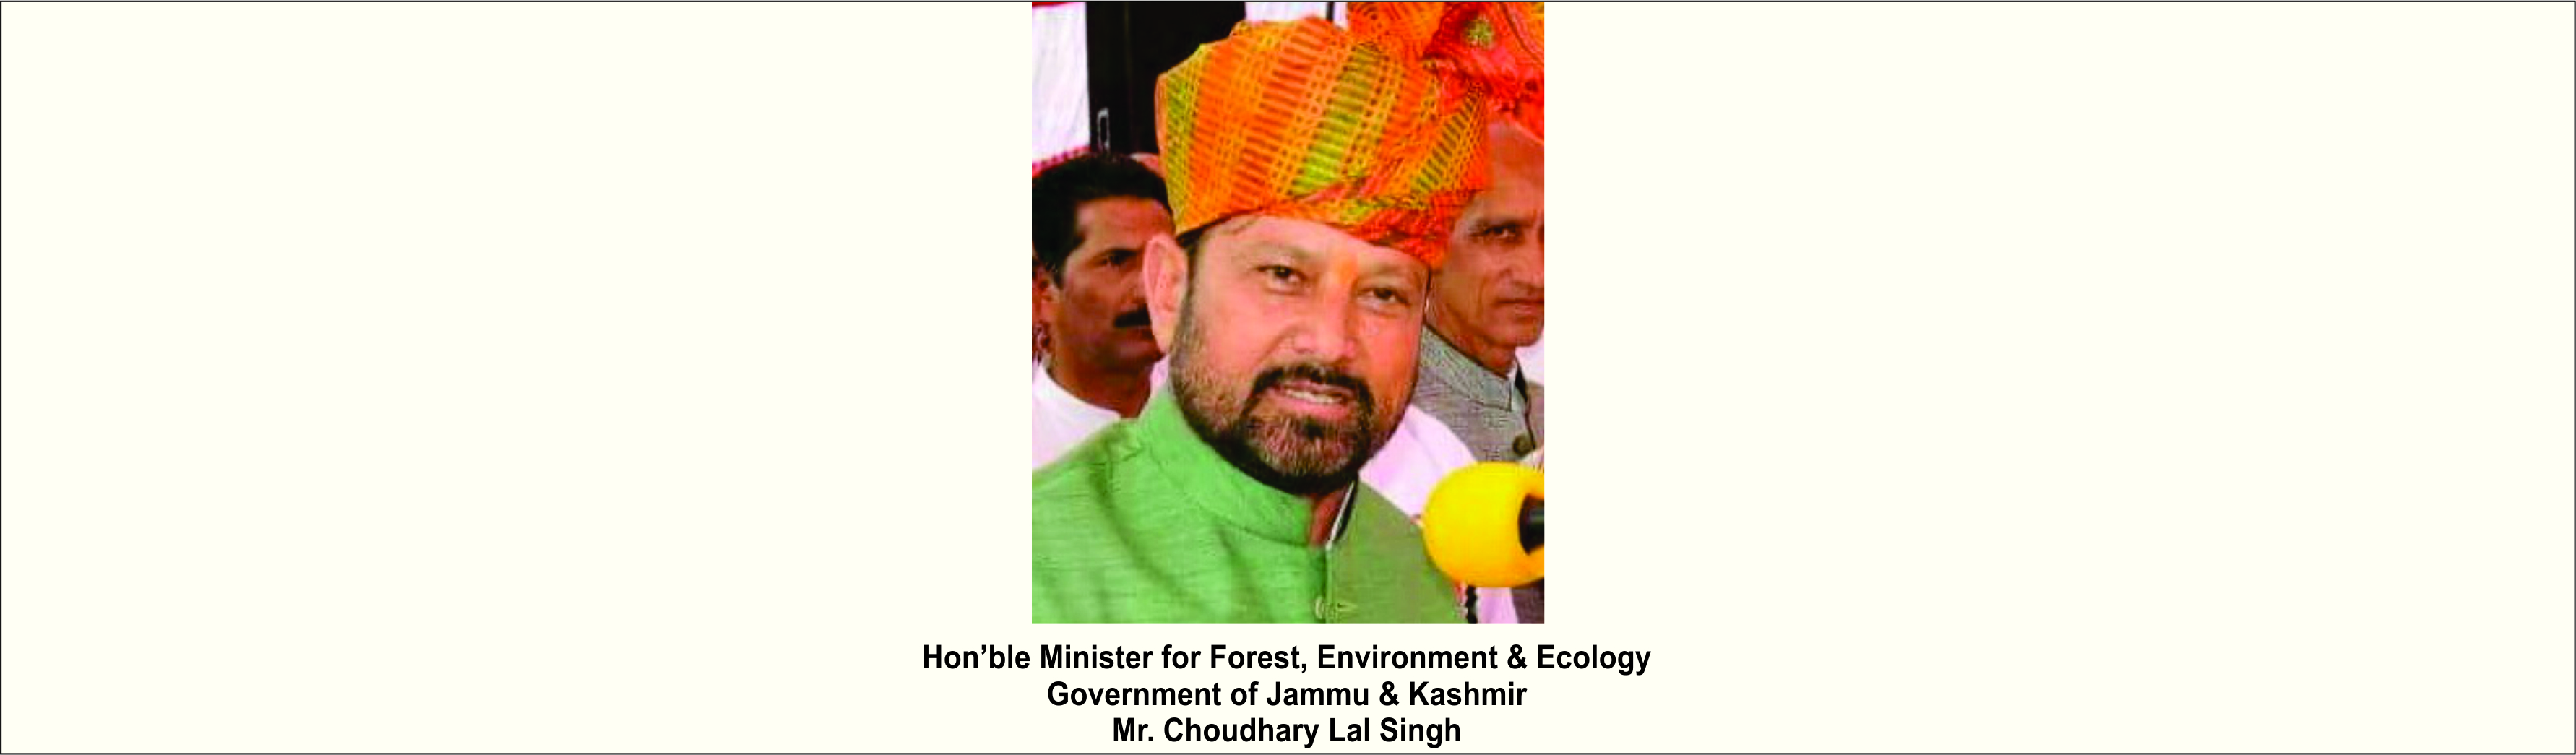 Hon’ble Minister for Forest, Environment & Ecology
Government of Jammu & Kashmir
Mr. Choudhary Lal Singh